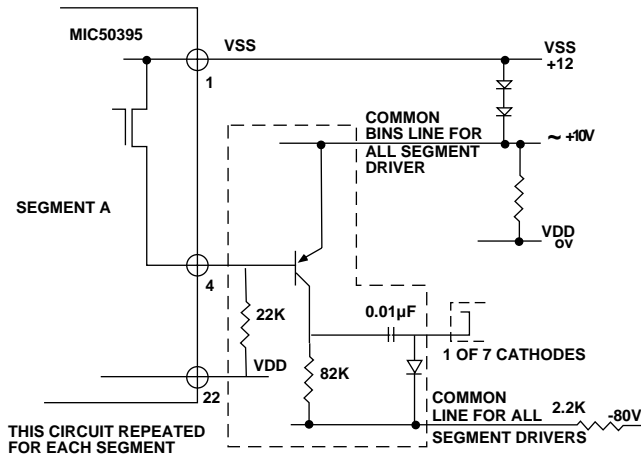 MIC50395
VSS
1
VSS
+12
COMMON
BINS LINE FOR
ALL SEGMENT
DRIVER
~ +10V
SEGMENT A
VDD
0V
4
22K
0.01µF
1 OF 7 CATHODES
VDD
82K
22
COMMON
LINE FOR ALL
SEGMENT DRIVERS
2.2K
-80V
THIS CIRCUIT REPEATED
FOR EACH SEGMENT